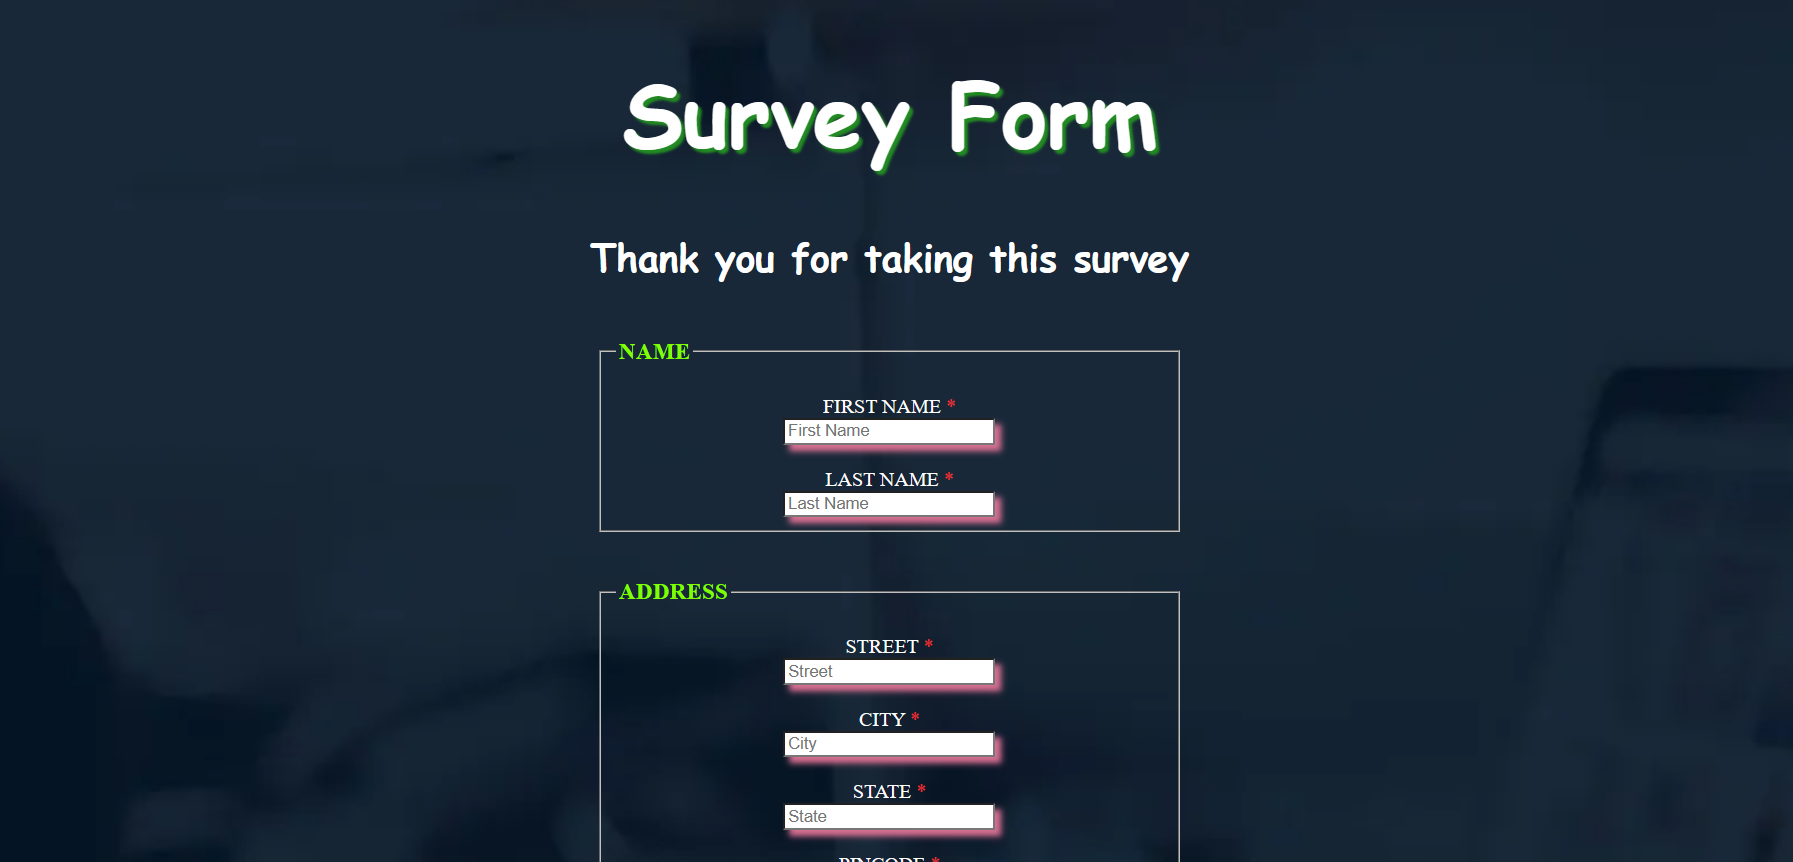 Survey Form
Thank you for taking this survey
NAME
FIRST NAME *
First Name
LAST NAME *
Last Name
ADDRESS
STREET *
Street
CITY *
City
STATE *
State
PINCODE *